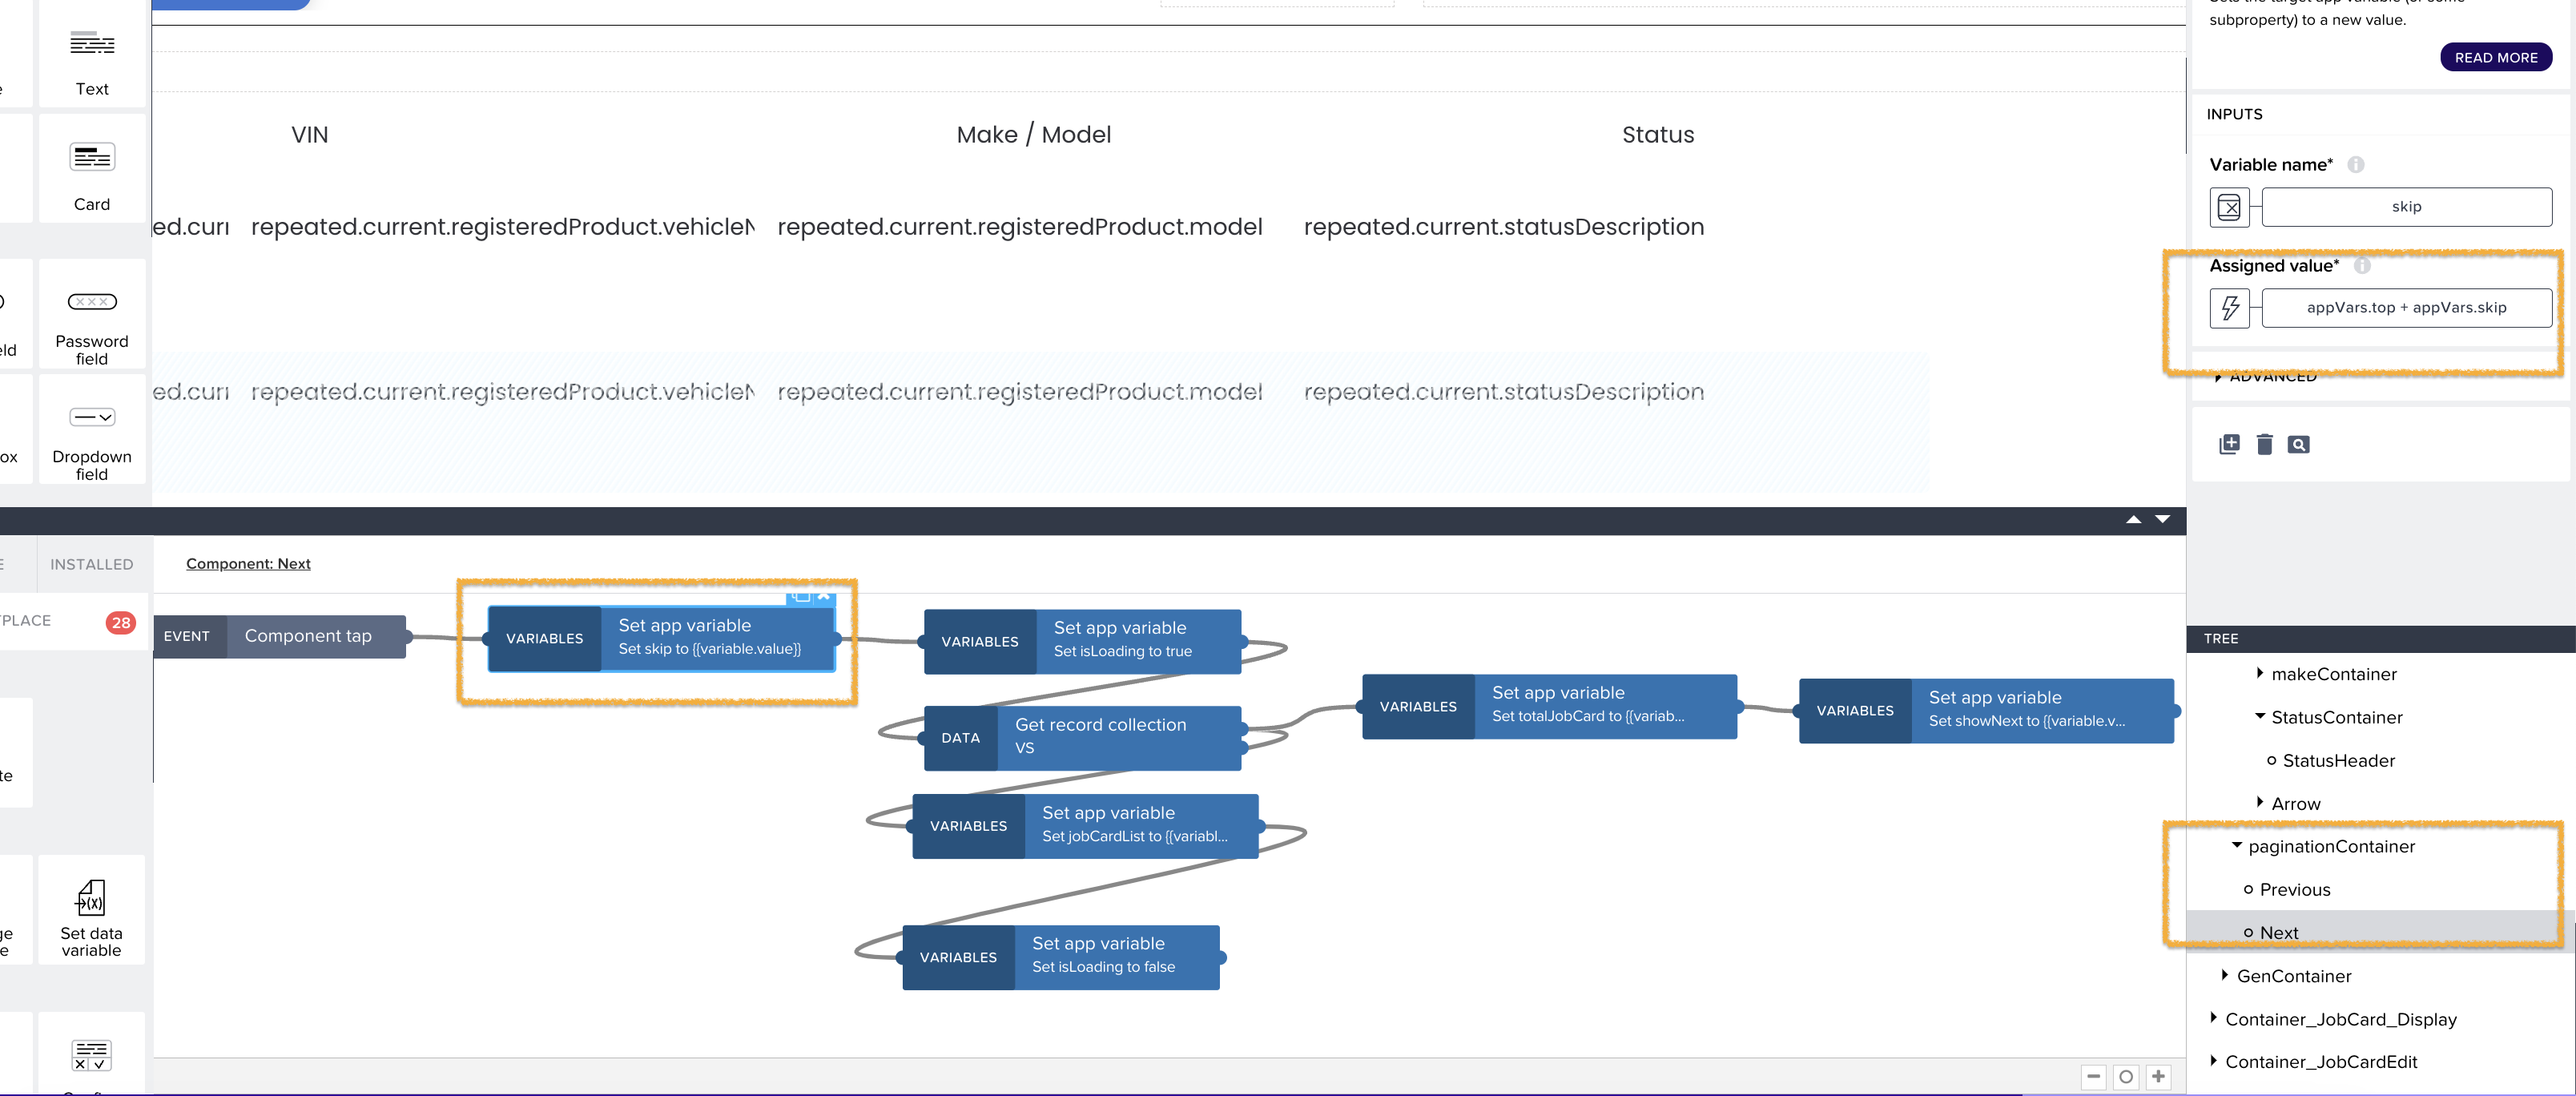 Text
Card
Password
field
eld
Dropdown
field
ox
VIN
Make / Model
Status
ed.curr
repeated.current.registeredProduct.vehicleN
repeated.current.registeredProduct.model
repeated.current.statusDescription
ed.curr
repeated.current.registeredProduct.vehicleN
repeated.current.registeredProduct.model
repeated.current.statusDescription
subproperty) to a new value.
READ MORE
INPUTS
Variable name*
skip
Assigned value*
appVars.top + appVars.skip
ADVANCED
INSTALLED
PLACE
28
Set data
variable
Component: Next
EVENT
Component tap
VARIABLES
Set app variable
Set skip to {{variable.value}}
VARIABLES
Set app variable
Set isLoading to true
DATA
Get record collection
VS
VARIABLES
Set app variable
Set jobCardList to {{variabl...
VARIABLES
Set app variable
Set isLoading to false
VARIABLES
Set app variable
Set totalJobCard to {{variab...
VARIABLES
Set app variable
Set showNext to {{variable.v...
TREE
makeContainer
StatusContainer
StatusHeader
Arrow
paginationContainer
Previous
Next
GenContainer
Container_JobCard_Display
Container_JobCardEdit